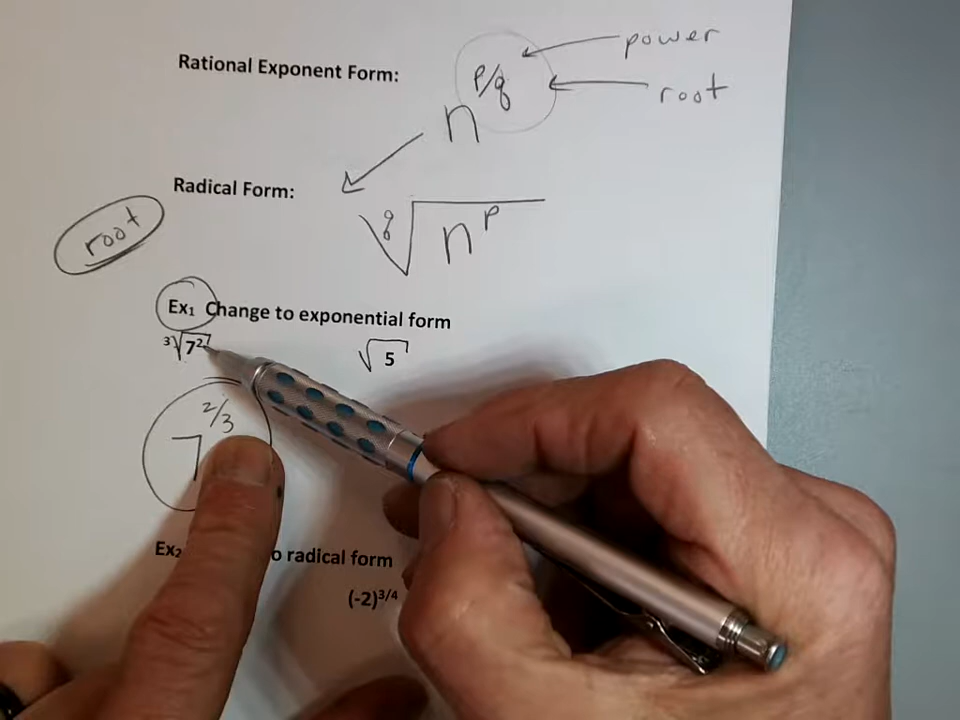 Rational Exponent Form: n^p/q power
root
Radical Form: q√n^p
root
Ex1 Change to exponential form
3√7² √5
7^2/3
Ex2 o radical form
(-2)^3/4